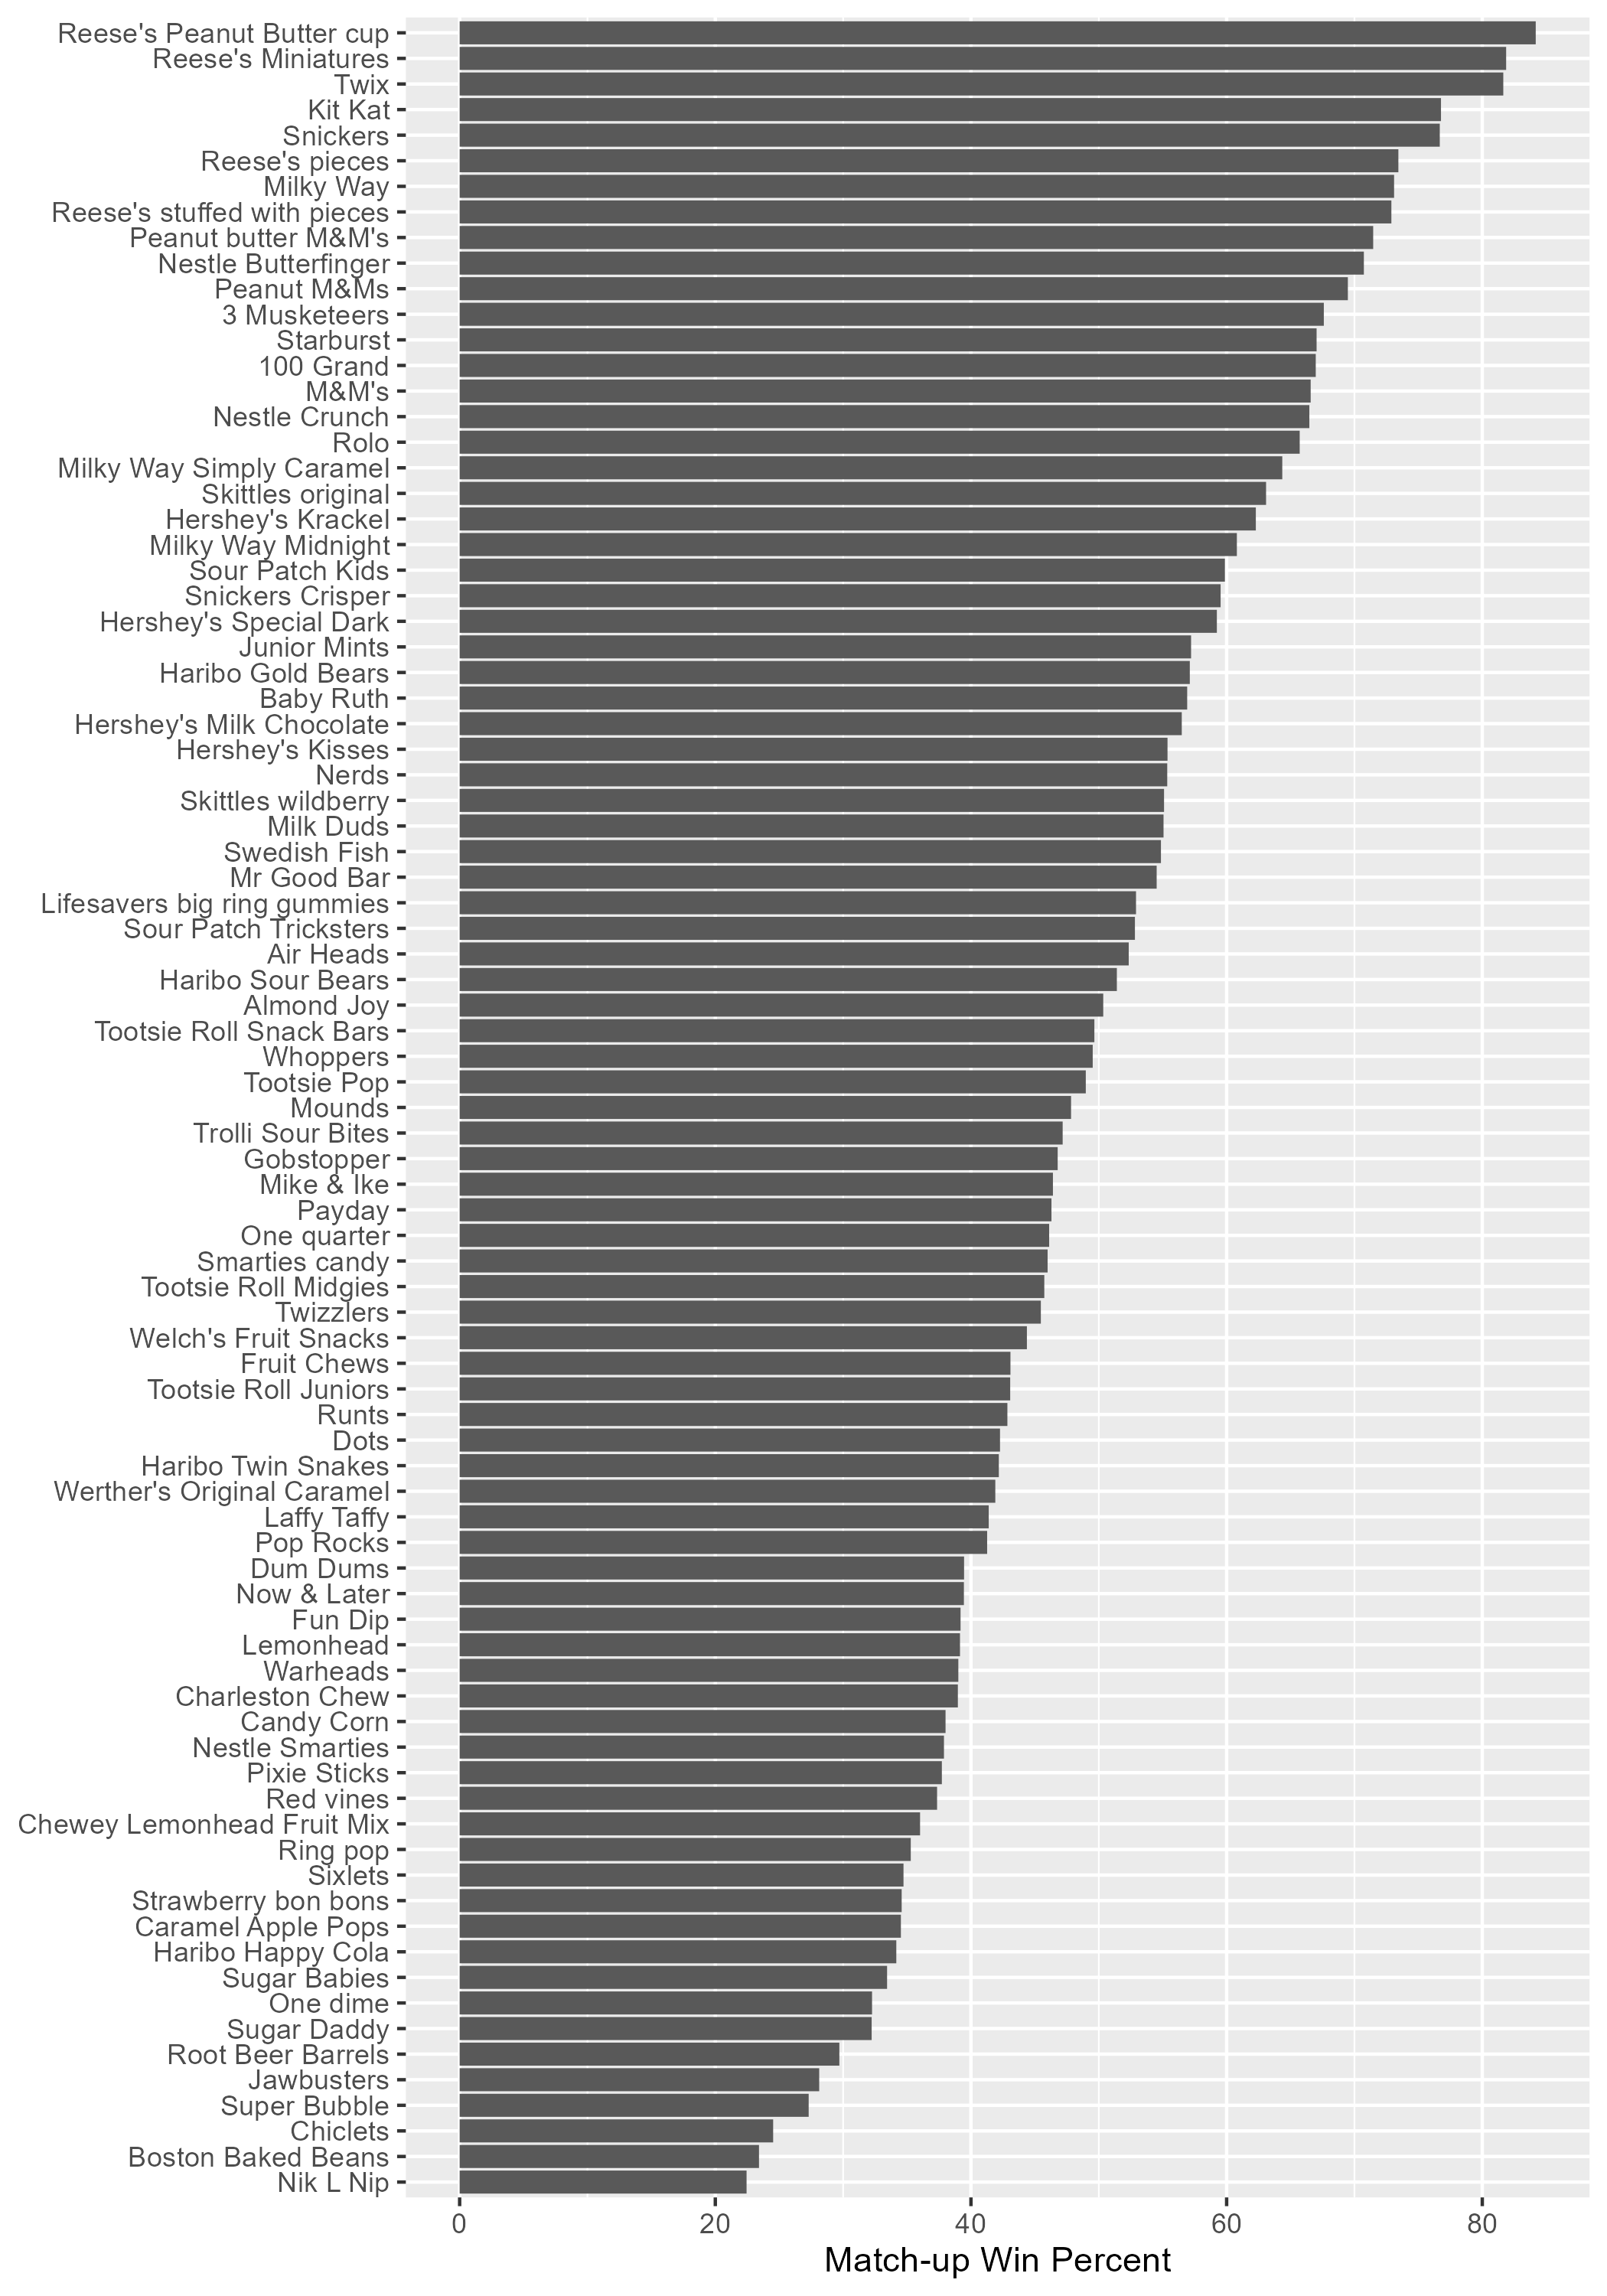 Reese's Peanut Butter cup
Reese's Miniatures
Twix
Kit Kat
Snickers
Reese's pieces
Milky Way
Reese's stuffed with pieces
Peanut butter M&M's
Nestle Butterfinger
Peanut M&Ms
3 Musketeers
Starburst
100 Grand
M&M's
Nestle Crunch
Rolo
Milky Way Simply Caramel
Skittles original
Hershey's Krackel
Milky Way Midnight
Sour Patch Kids
Snickers Crisper
Hershey's Special Dark
Junior Mints
Haribo Gold Bears
Baby Ruth
Hershey's Milk Chocolate
Hershey's Kisses
Nerds
Skittles wildberry
Milk Duds
Swedish Fish
Mr Good Bar
Lifesavers big ring gummies
Sour Patch Tricksters
Air Heads
Haribo Sour Bears
Almond Joy
Tootsie Roll Snack Bars
Whoppers
Tootsie Pop
Mounds
Trolli Sour Bites
Gobstopper
Mike & Ike
Payday
One quarter
Smarties candy
Tootsie Roll Midgies
Twizzlers
Welch's Fruit Snacks
Fruit Chews
Tootsie Roll Juniors
Runts
Dots
Haribo Twin Snakes
Werther's Original Caramel
Laffy Taffy
Pop Rocks
Dum Dums
Now & Later
Fun Dip
Lemonhead
Warheads
Charleston Chew
Candy Corn
Nestle Smarties
Pixie Sticks
Red vines
Chewey Lemonhead Fruit Mix
Ring pop
Sixlets
Strawberry bon bons
Caramel Apple Pops
Haribo Happy Cola
Sugar Babies
One dime
Sugar Daddy
Root Beer Barrels
Jawbusters
Super Bubble
Chiclets
Boston Baked Beans
Nik L Nip
0 20 40 60 80
Match-up Win Percent